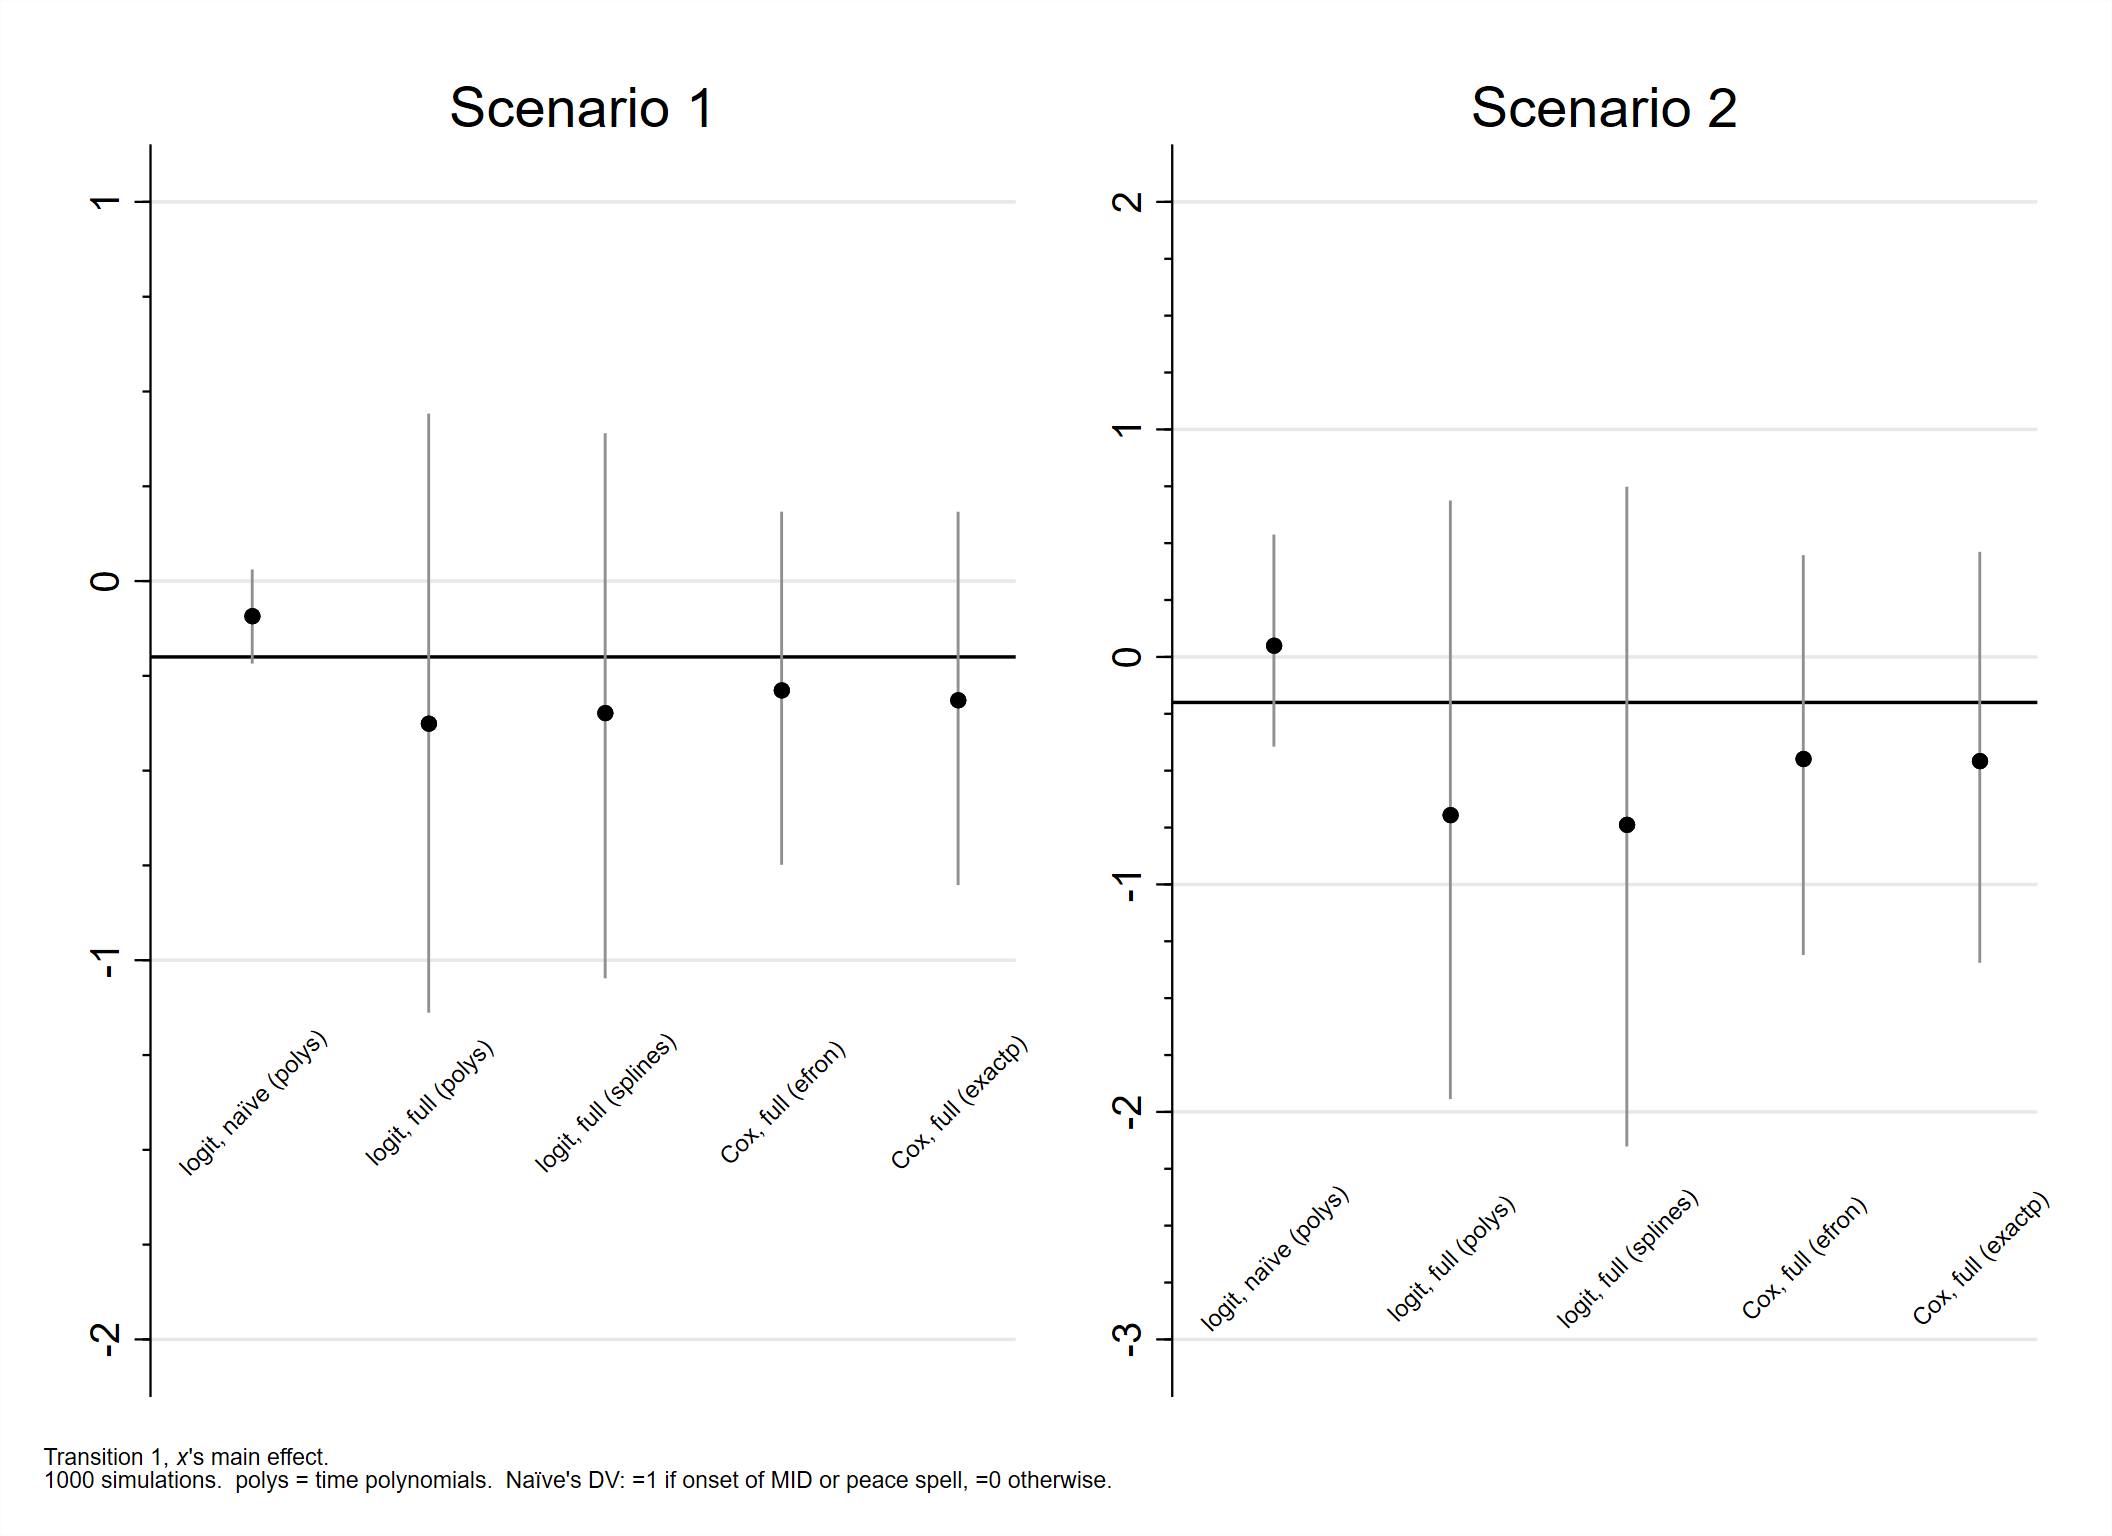 Scenario 1
1
0
-1
-2
logit, naïve (polys)
logit, full (polys)
logit, full (splines)
Cox, full (efron)
Cox, full (exactp)
Scenario 2
2
1
0
-1
-2
-3
logit, naïve (polys)
logit, full (polys)
logit, full (splines)
Cox, full (efron)
Cox, full (exactp)
Transition 1, x's main effect.
1000 simulations.  polys = time polynomials.  Naïve's DV: =1 if onset of MID or peace spell, =0 otherwise.